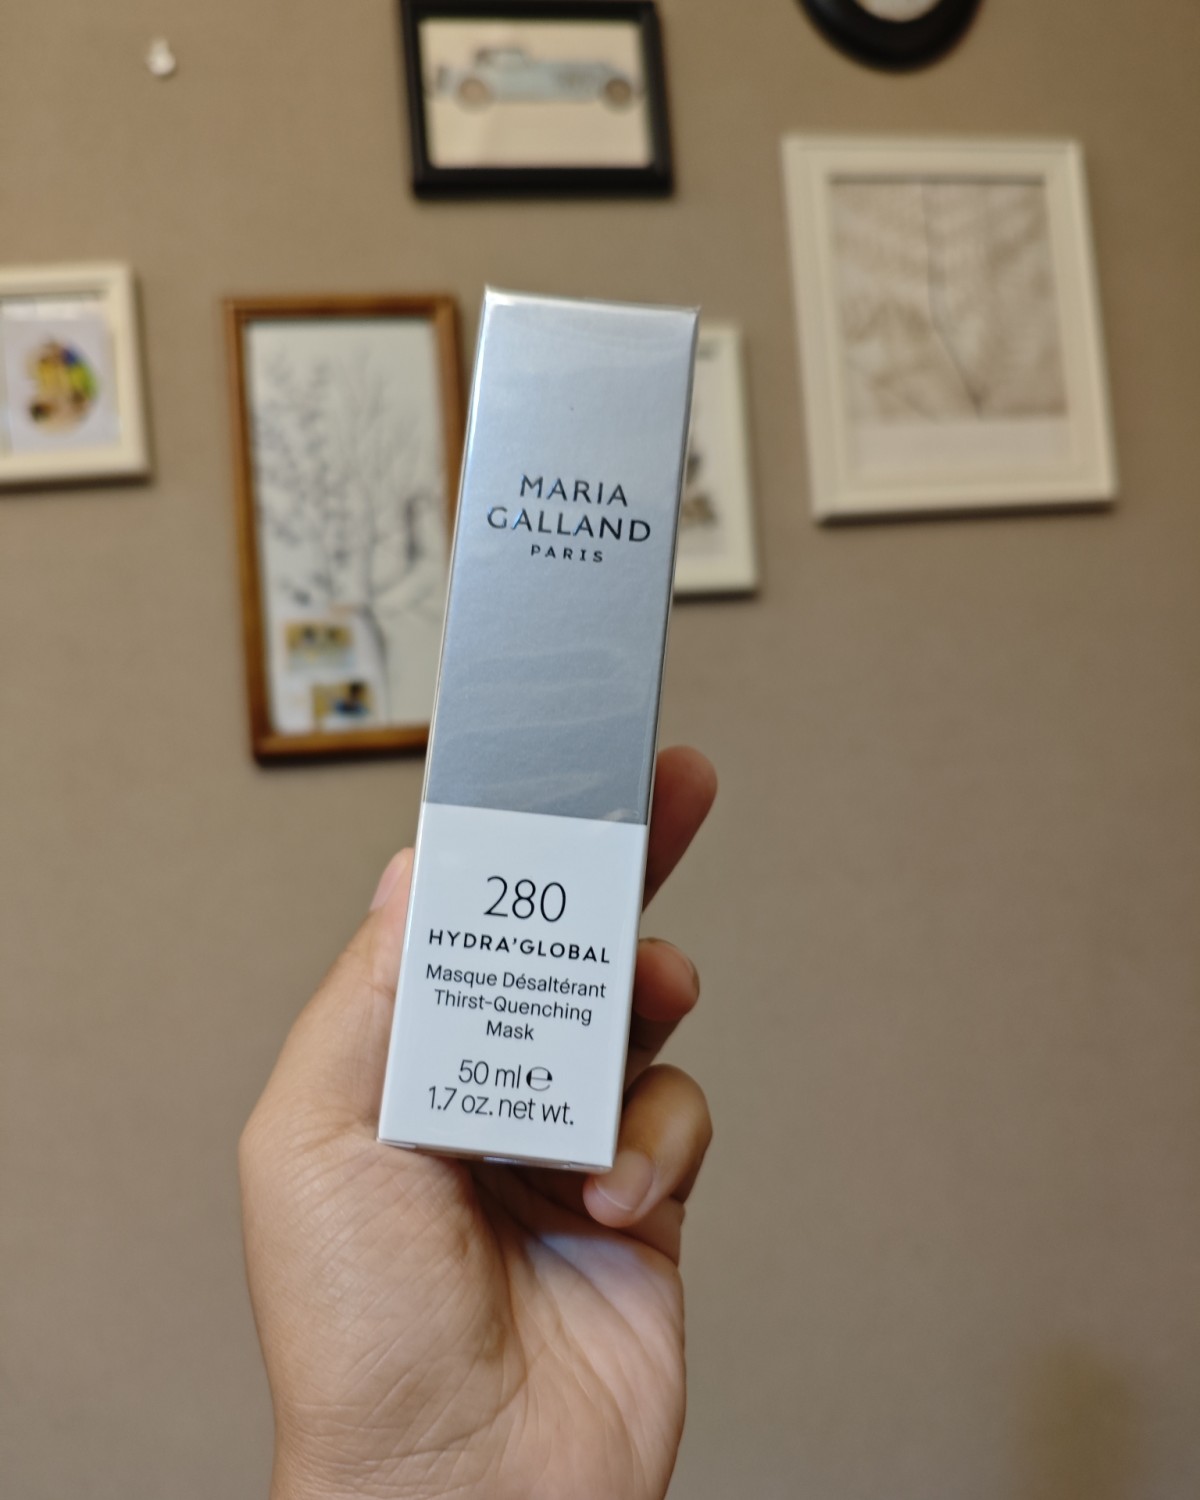 MARIA
GALLAND
PARIS
280
HYDRA'GLOBAL
Masque Désaltérant
Thirst-Quenching
Mask
50 ml ℮
1.7 oz. net wt.